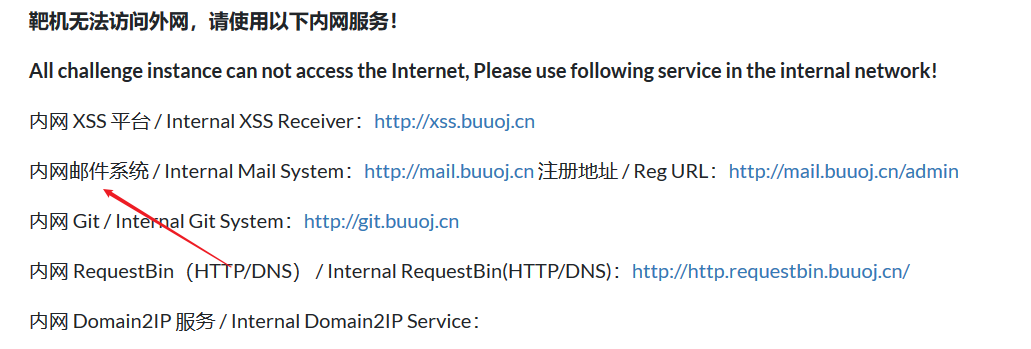 靶机无法访问外网，请使用以下内网服务！
All challenge instance can not access the Internet, Please use following service in the internal network!
内网 XSS 平台 / Internal XSS Receiver：http://xss.buuoj.cn
内网邮件系统 / Internal Mail System：http://mail.buuoj.cn 注册地址 / Reg URL：http://mail.buuoj.cn/admin
内网 Git / Internal Git System：http://git.buuoj.cn
内网 RequestBin（HTTP/DNS） / Internal RequestBin(HTTP/DNS)：http://http.requestbin.buuoj.cn/
内网 Domain2IP 服务 / Internal Domain2IP Service：